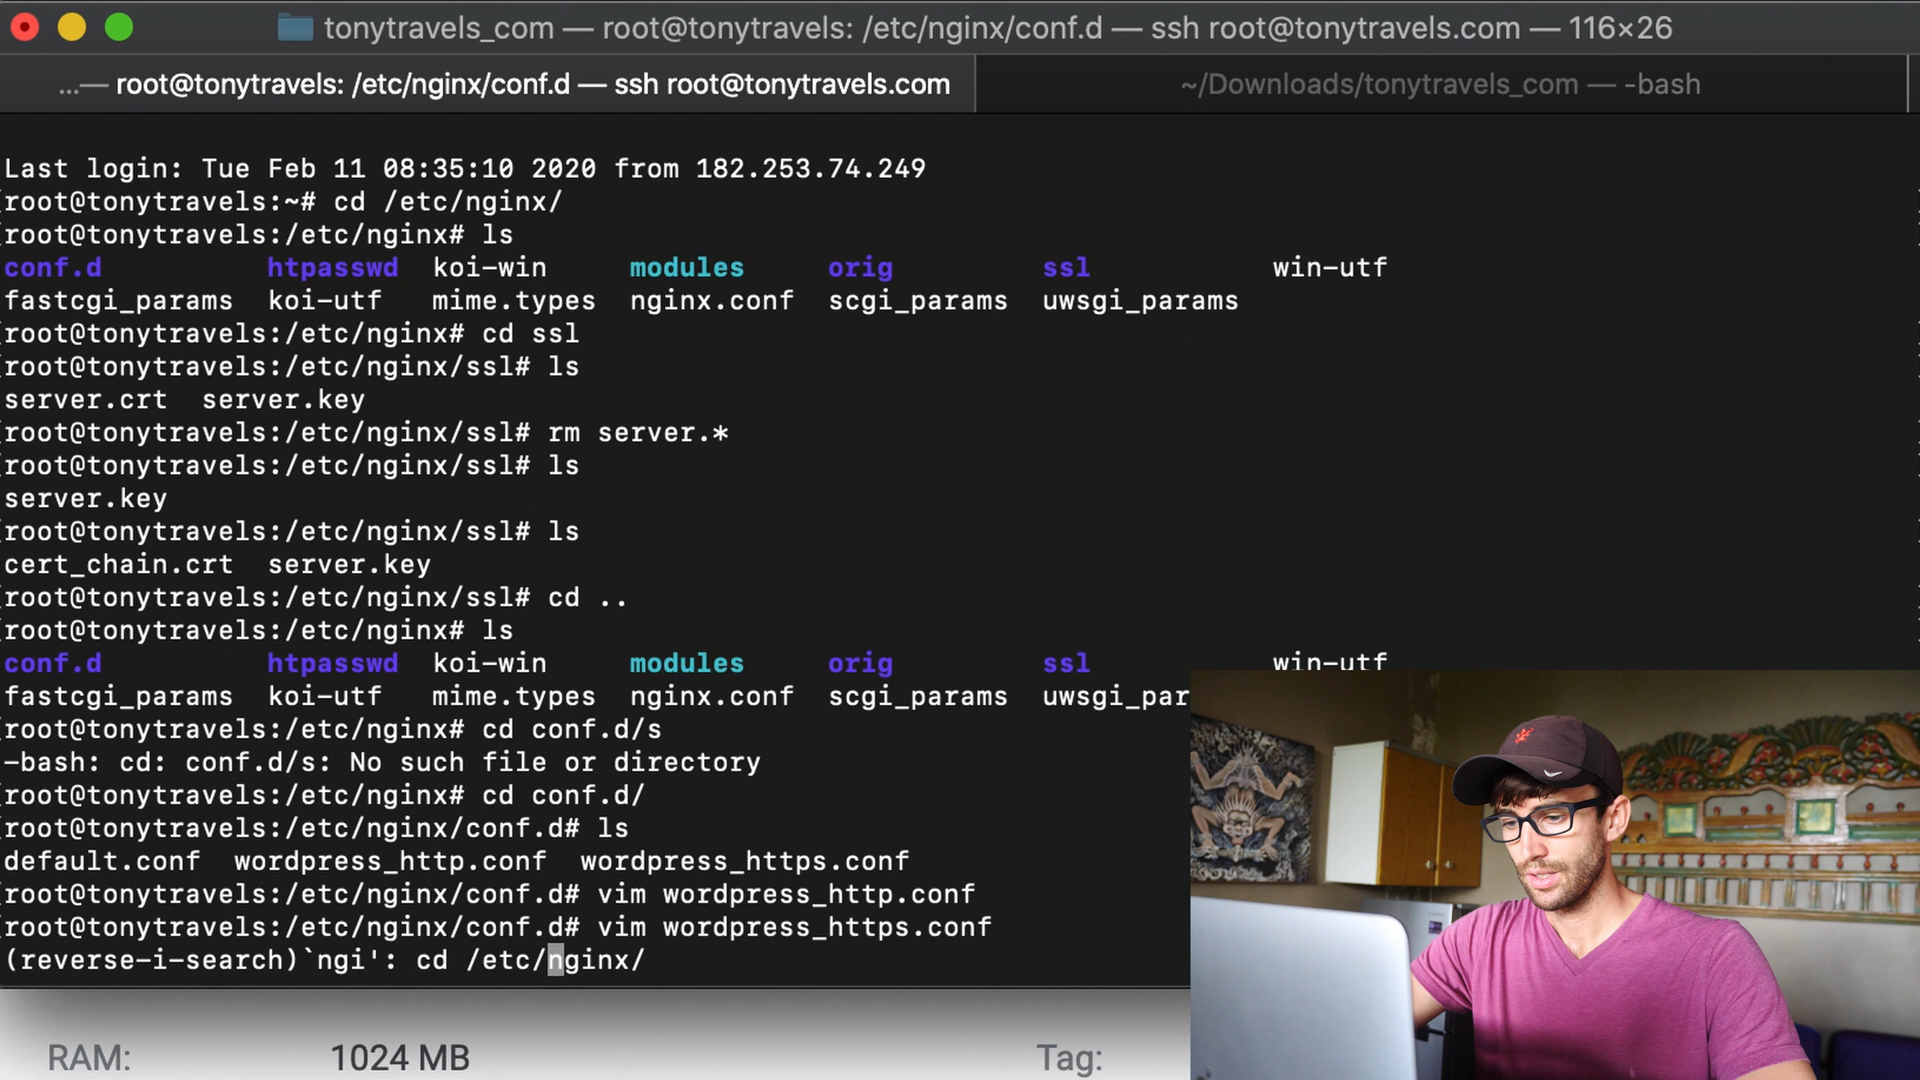 tonytravels_com — root@tonytravels: /etc/nginx/conf.d — ssh root@tonytravels.com — 116×26
...— root@tonytravels: /etc/nginx/conf.d — ssh root@tonytravels.com
~/Downloads/tonytravels_com — -bash
Last login: Tue Feb 11 08:35:10 2020 from 182.253.74.249
[root@tonytravels:~# cd /etc/nginx/
[root@tonytravels:/etc/nginx# ls
conf.d htpasswd koi-win modules orig ssl win-utf
fastcgi_params koi-utf mime.types nginx.conf scgi_params uwsgi_params
[root@tonytravels:/etc/nginx# cd ssl
[root@tonytravels:/etc/nginx/ssl# ls
server.crt server.key
[root@tonytravels:/etc/nginx/ssl# rm server.*
[root@tonytravels:/etc/nginx/ssl# ls
server.key
[root@tonytravels:/etc/nginx/ssl# ls
cert_chain.crt server.key
[root@tonytravels:/etc/nginx/ssl# cd ..
[root@tonytravels:/etc/nginx# ls
conf.d htpasswd koi-win modules orig ssl win-utf
fastcgi_params koi-utf mime.types nginx.conf scgi_params uwsgi_par
[root@tonytravels:/etc/nginx# cd conf.d/s
-bash: cd: conf.d/s: No such file or directory
[root@tonytravels:/etc/nginx# cd conf.d/
[root@tonytravels:/etc/nginx/conf.d# ls
default.conf wordpress_http.conf wordpress_https.conf
[root@tonytravels:/etc/nginx/conf.d# vim wordpress_http.conf
[root@tonytravels:/etc/nginx/conf.d# vim wordpress_https.conf
(reverse-i-search)`ngi': cd /etc/nginx/
RAM: 1024 MB Tag: